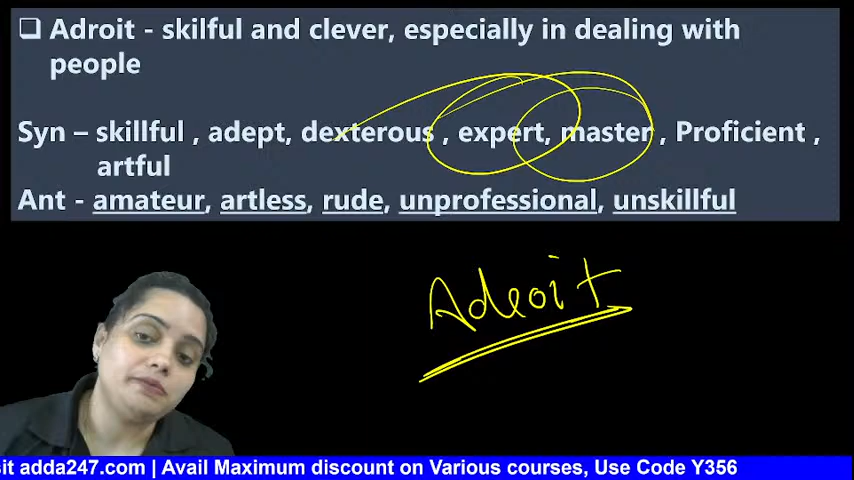 ❑ Adroit - skilful and clever, especially in dealing with
people
Syn – skillful , adept, dexterous , expert, master , Proficient ,
artful
Ant - amateur, artless, rude, unprofessional, unskillful
Adroit
it adda247.com | Avail Maximum discount on Various courses, Use Code Y356